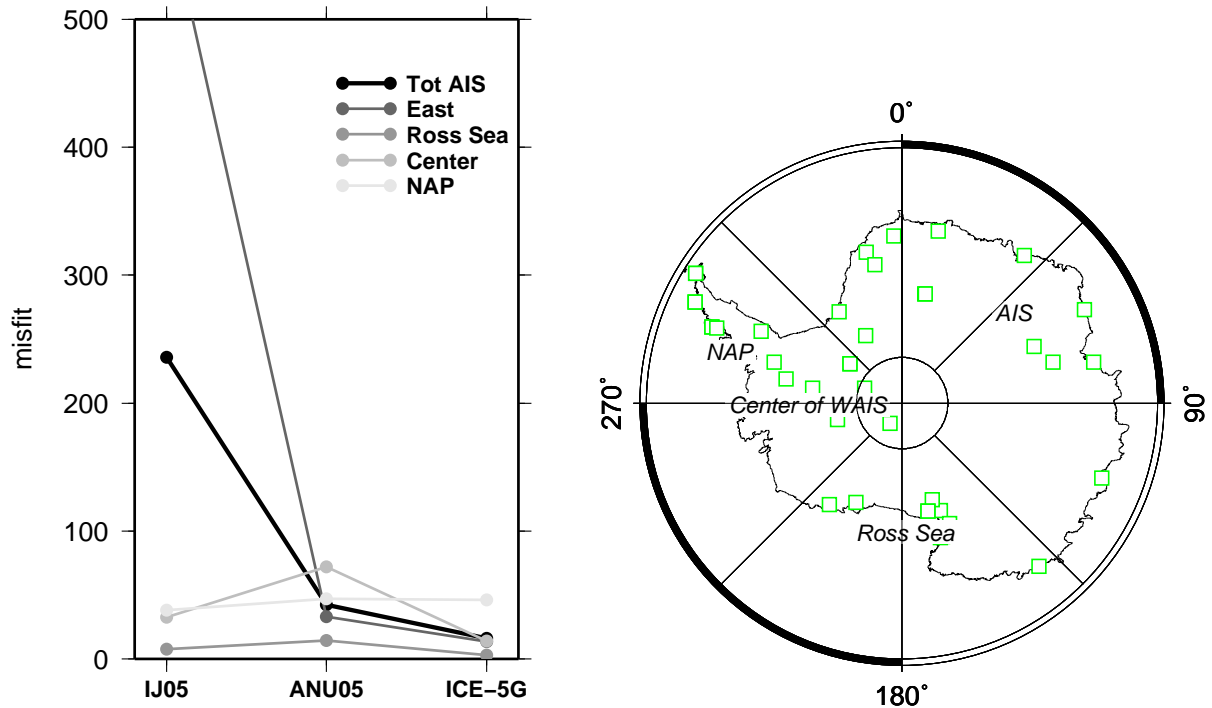 500
400
300
200
100
0
misfit
Tot AIS
East
Ross Sea
Center
NAP
IJ05 ANU05 ICE−5G
0˚
90˚
180˚
270˚
AIS
NAP
Center of WAIS
Ross Sea